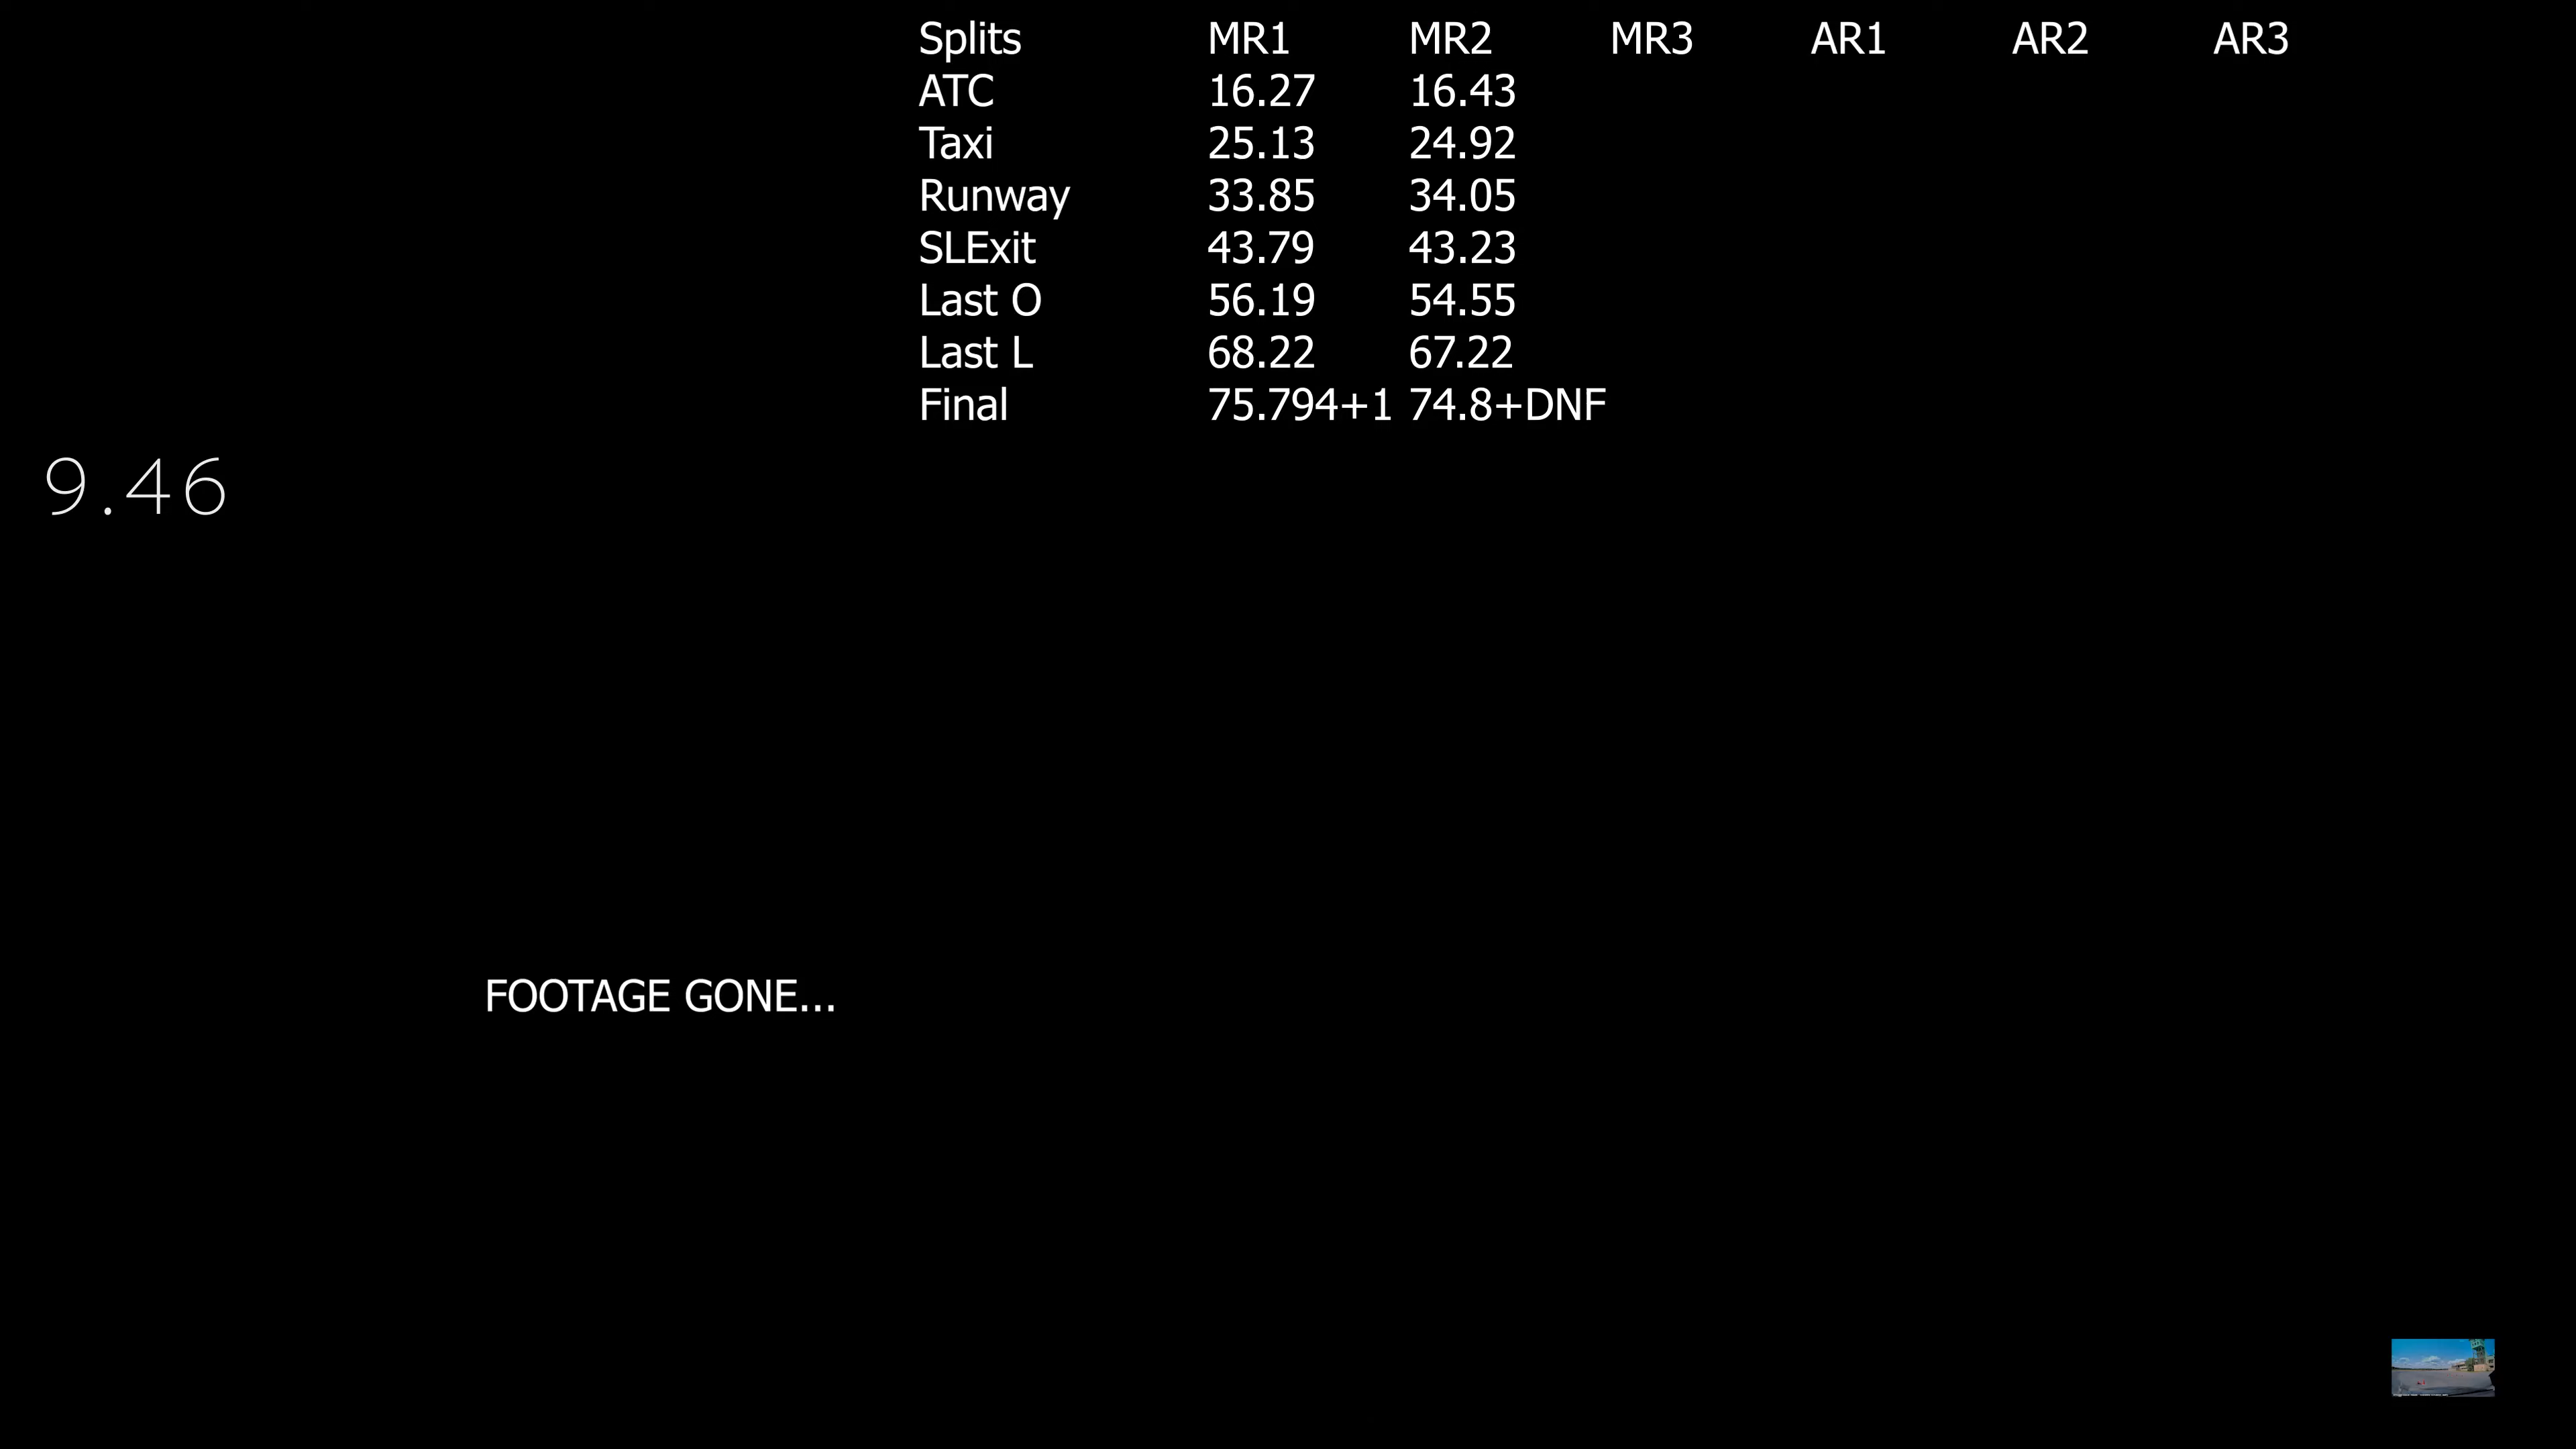 Splits MR1 MR2 MR3 AR1 AR2 AR3
ATC 16.27 16.43
Taxi 25.13 24.92
Runway 33.85 34.05
SLExit 43.79 43.23
Last O 56.19 54.55
Last L 68.22 67.22
Final 75.794+1 74.8+DNF
9.46
FOOTAGE GONE...